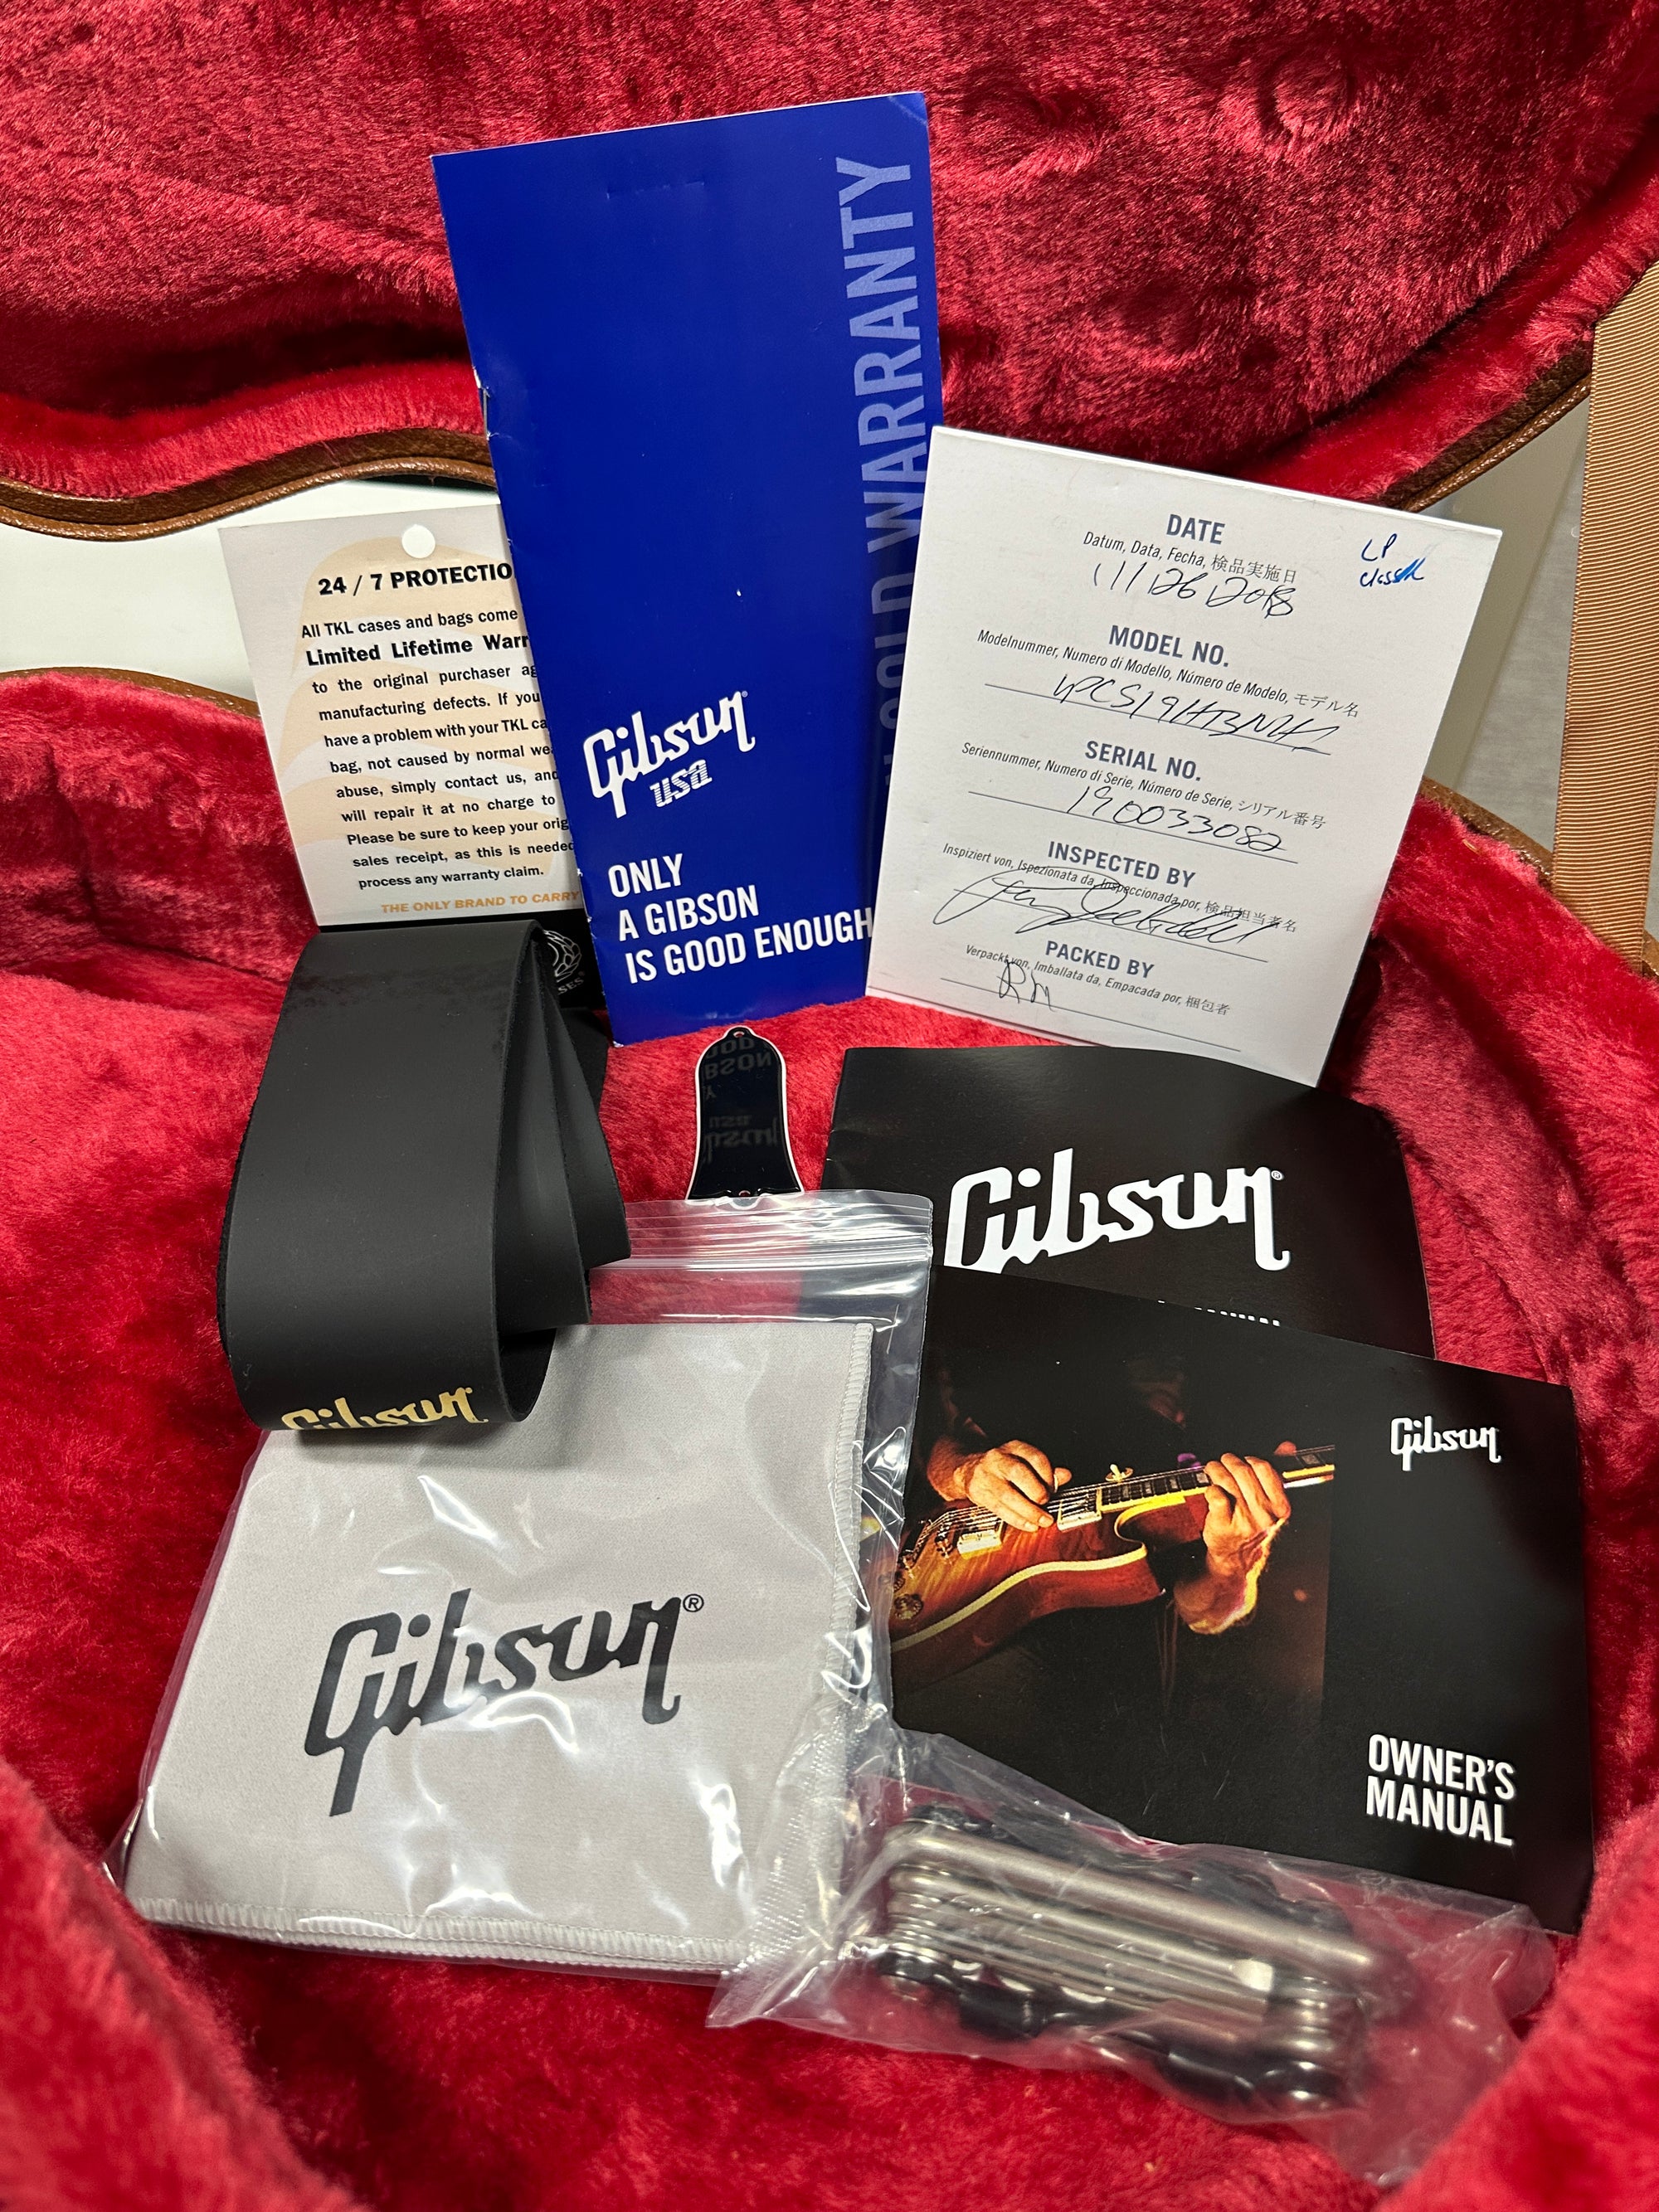 24 / 7 PROTECTIO
All TKL cases and bags come
Limited Lifetime Warr
to the original purchaser ag
manufacturing defects. If you
have a problem with your TKL ca
bag, not caused by normal we
abuse, simply contact us, and
will repair it at no charge to
Please be sure to keep your orig
sales receipt, as this is needed
process any warranty claim.
THE ONLY BRAND TO CARRY
GOLD WARRANTY
Gibson
usa
ONLY
A GIBSON
IS GOOD ENOUGH
LP
Classic
DATE
Datum, Data, Fecha, 検品実施日
11/26/2018
MODEL NO.
Modelnummer, Numero di Modello, Número de Modelo, モデル名
LPCS19HBNH1
SERIAL NO.
Seriennummer, Numero di Serie, Número de Serie, シリアル番号
190033082
INSPECTED BY
Inspiziert von, Ispezionata da, Inspeccionada por, 検品担当者名
PACKED BY
Verpackt von, Imballata da, Empacada por, 梱包者
RM
Gibson®
Gibson
Gibson
OWNER'S
MANUAL
Gibson®